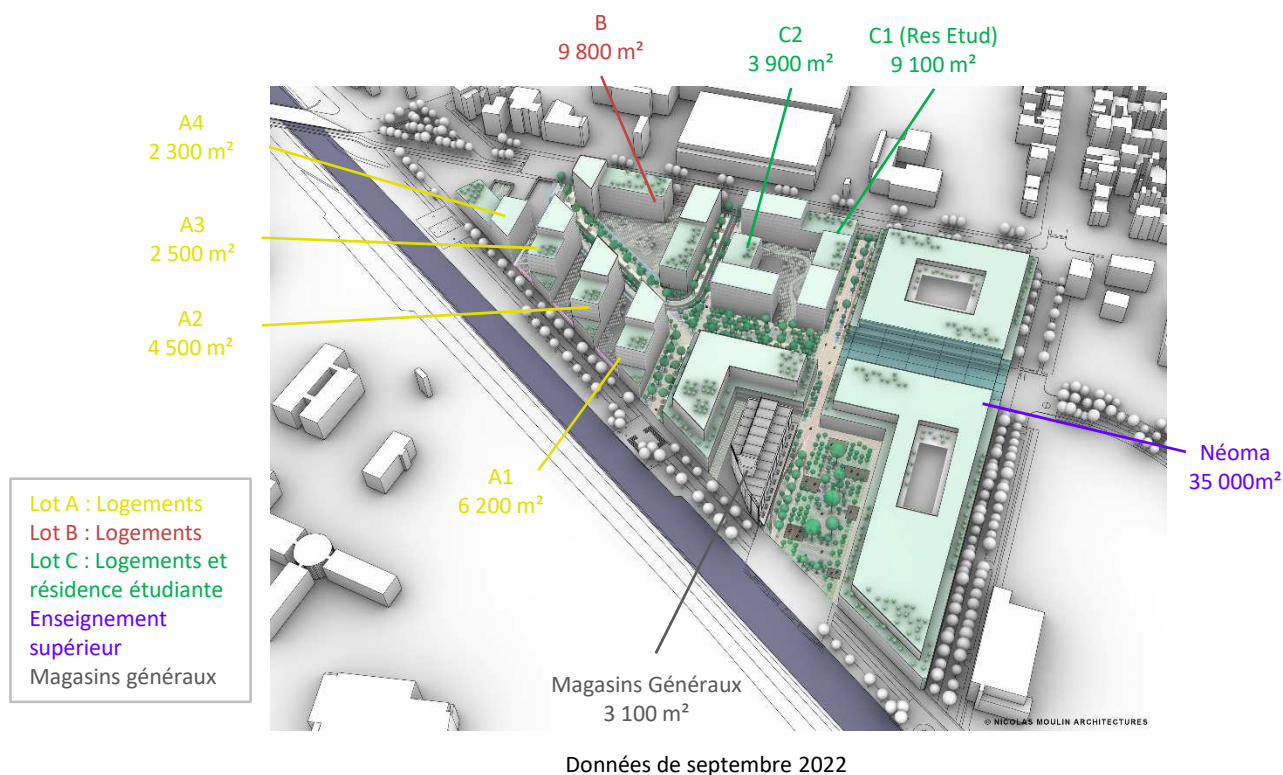 B
9 800 m²
C2
3 900 m²
C1 (Res Etud)
9 100 m²
A4
2 300 m²
A3
2 500 m²
A2
4 500 m²
A1
6 200 m²
Néoma
35 000m²
Lot A : Logements
Lot B : Logements
Lot C : Logements et
résidence étudiante
Enseignement
supérieur
Magasins généraux
Magasins Généraux
3 100 m²
© NICOLAS MOULIN ARCHITECTURES
Données de septembre 2022